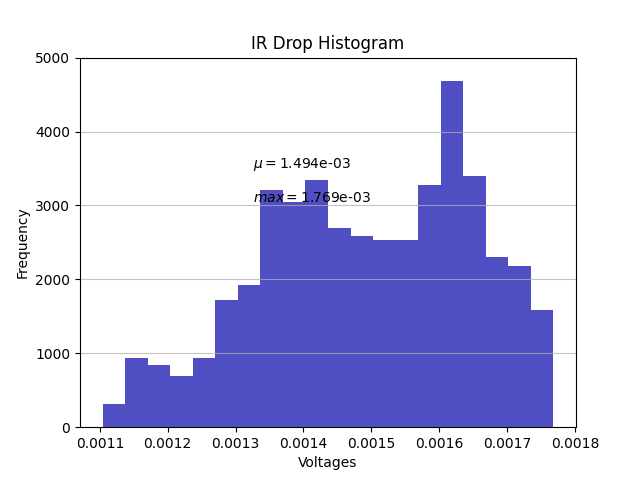 IR Drop Histogram
5000
4000
3000
2000
1000
0
Frequency
μ = 1.494e-03
max = 1.769e-03
0.0011 0.0012 0.0013 0.0014 0.0015 0.0016 0.0017 0.0018
Voltages